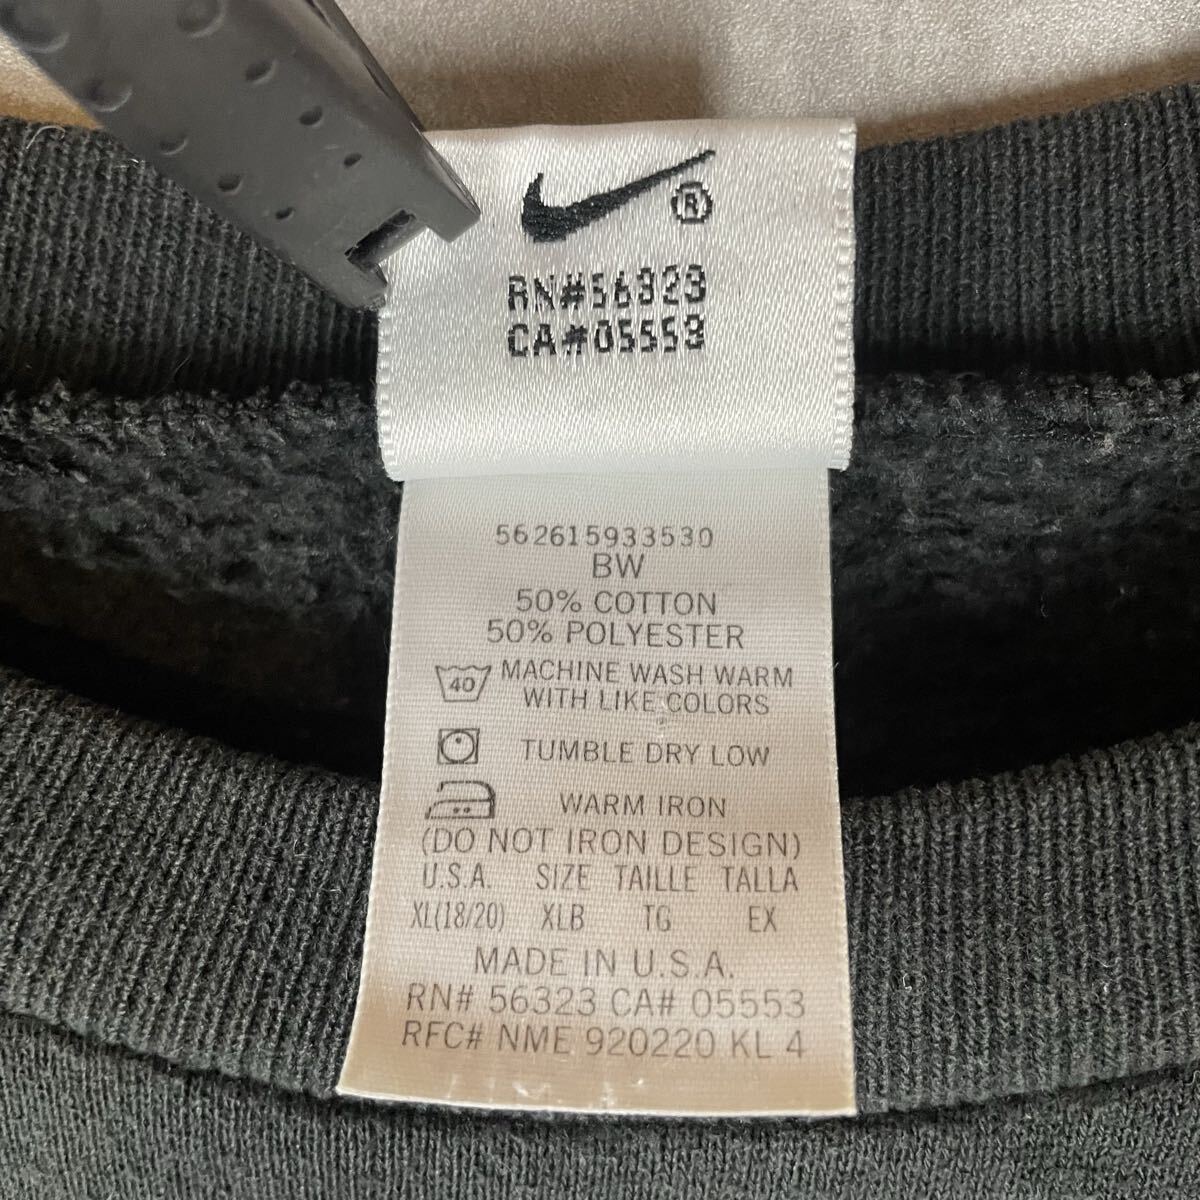 ®
RN#56323
CA#05553
562615933530
BW
50% COTTON
50% POLYESTER
40 MACHINE WASH WARM
WITH LIKE COLORS
TUMBLE DRY LOW
WARM IRON
(DO NOT IRON DESIGN)
U.S.A. SIZE TAILLE TALLA
XL(18/20) XLB TG EX
MADE IN U.S.A.
RN# 56323 CA# 05553
RFC# NME 920220 KL 4